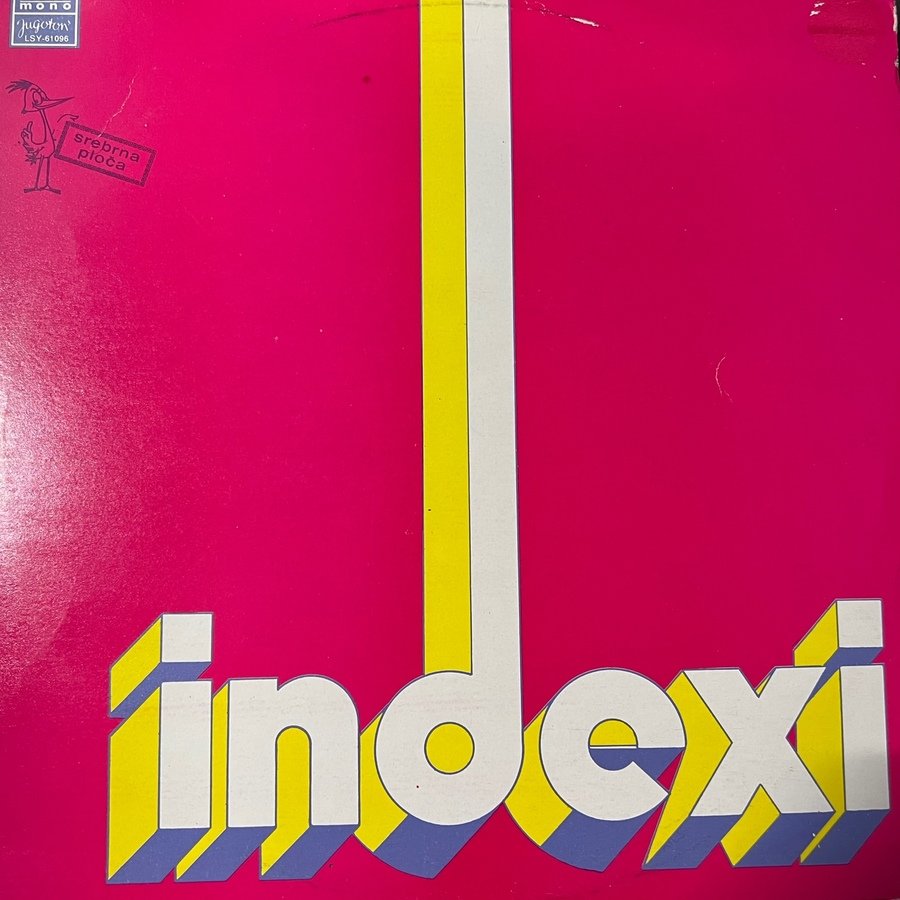 mono
Jugoton
LSY-61096
srebrna
ploča
indexi